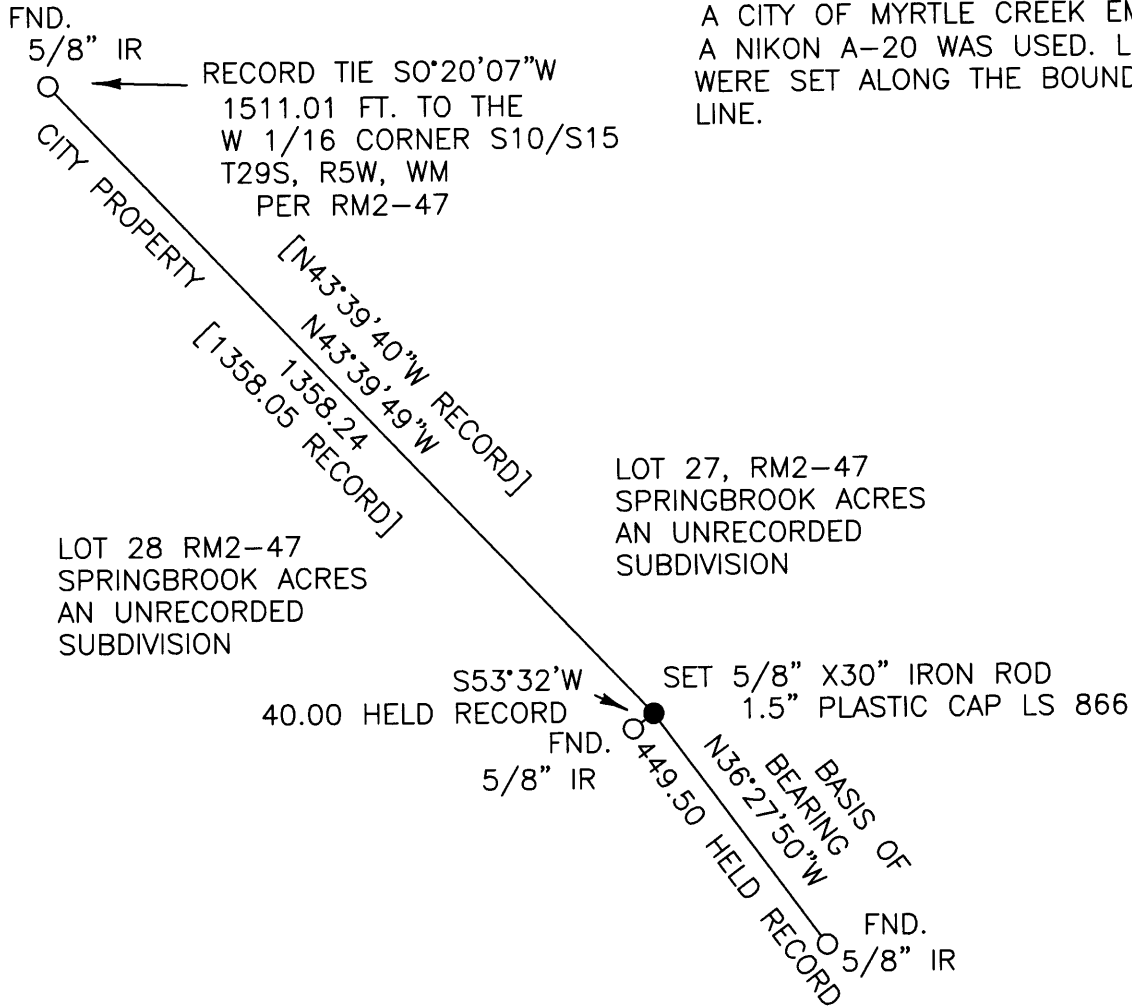 FND.
5/8" IR
A CITY OF MYRTLE CREEK
A NIKON A-20 WAS USED.
WERE SET ALONG THE
LINE.
RECORD TIE S0°20'07"W
1511.01 FT. TO THE
W 1/16 CORNER S10/S15
T29S, R5W, WM
PER RM2-47
CITY PROPERTY
[N43°39'40"W RECORD]
N43°39'49"W
1358.24
[1358.05 RECORD]
LOT 27, RM2-47
SPRINGBROOK ACRES
AN UNRECORDED
SUBDIVISION
LOT 28 RM2-47
SPRINGBROOK ACRES
AN UNRECORDED
SUBDIVISION
S53°32'W
40.00 HELD RECORD
FND.
5/8" IR
SET 5/8" X30" IRON ROD
1.5" PLASTIC CAP LS 866
BASIS OF
BEARING
N36°27'50"W
449.50 HELD RECORD
FND.
5/8" IR